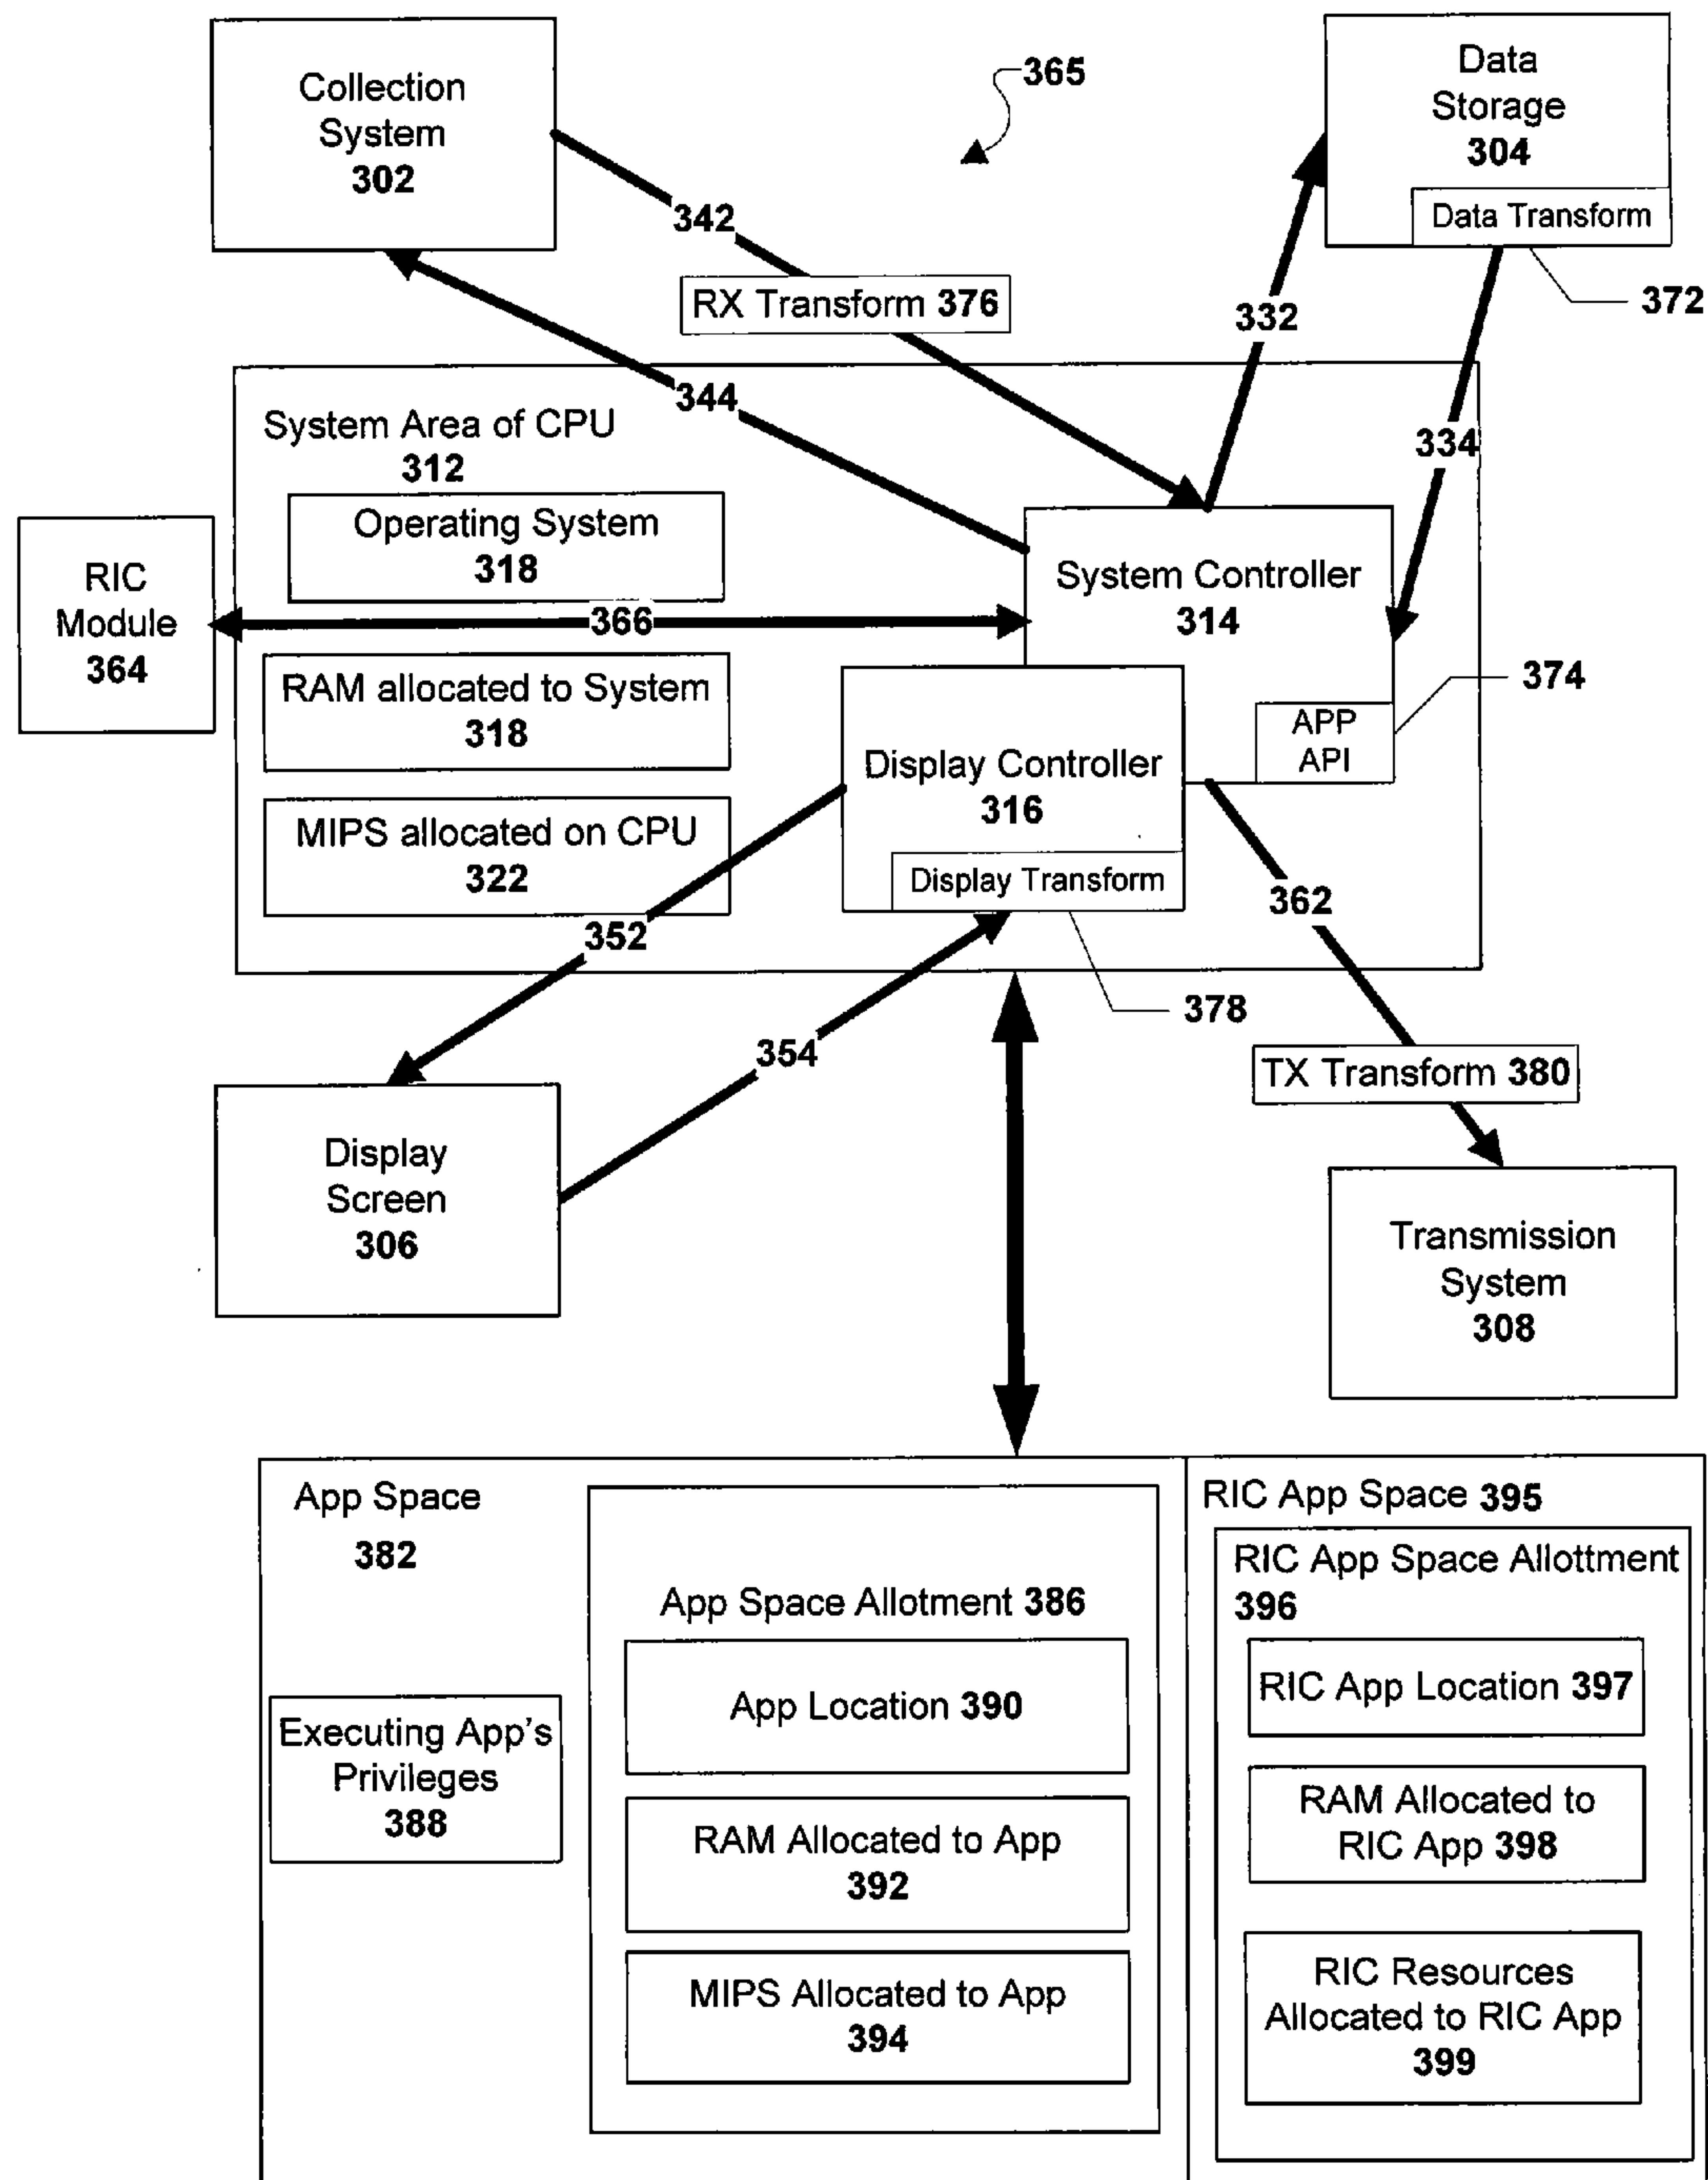 Collection
System
302
365
Data
Storage
304
Data Transform
372
342
RX Transform 376
332
334
344
System Area of CPU
312
Operating System
318
RIC
Module
364
366
System Controller
314
374
APP
API
RAM allocated to System
318
Display Controller
316
Display Transform
MIPS allocated on CPU
322
352
362
378
354
TX Transform 380
Display
Screen
306
Transmission
System
308
App Space
382
App Space Allotment 386
App Location 390
Executing App's
Privileges
388
RAM Allocated to App
392
MIPS Allocated to App
394
RIC App Space 395
RIC App Space Allottment
396
RIC App Location 397
RAM Allocated to
RIC App 398
RIC Resources
Allocated to RIC App
399